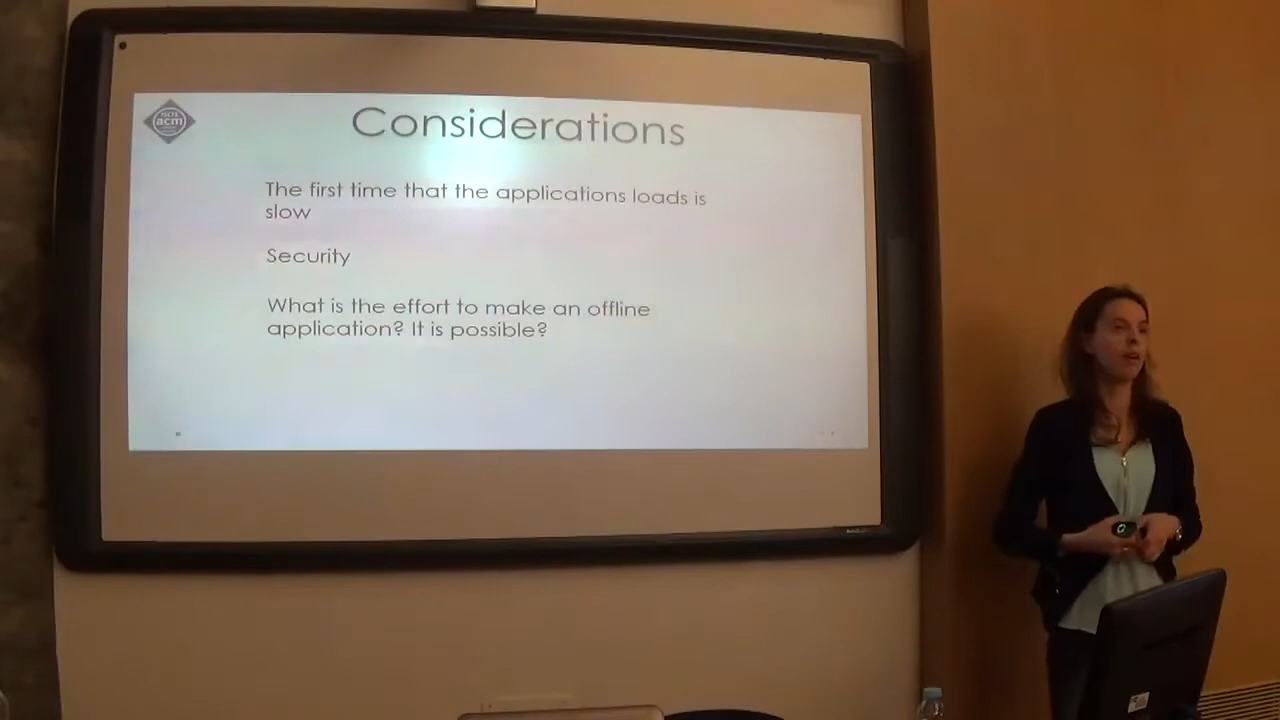 acm
Considerations
The first time that the applications loads is
slow
Security
What is the effort to make an offline
application? It is possible?